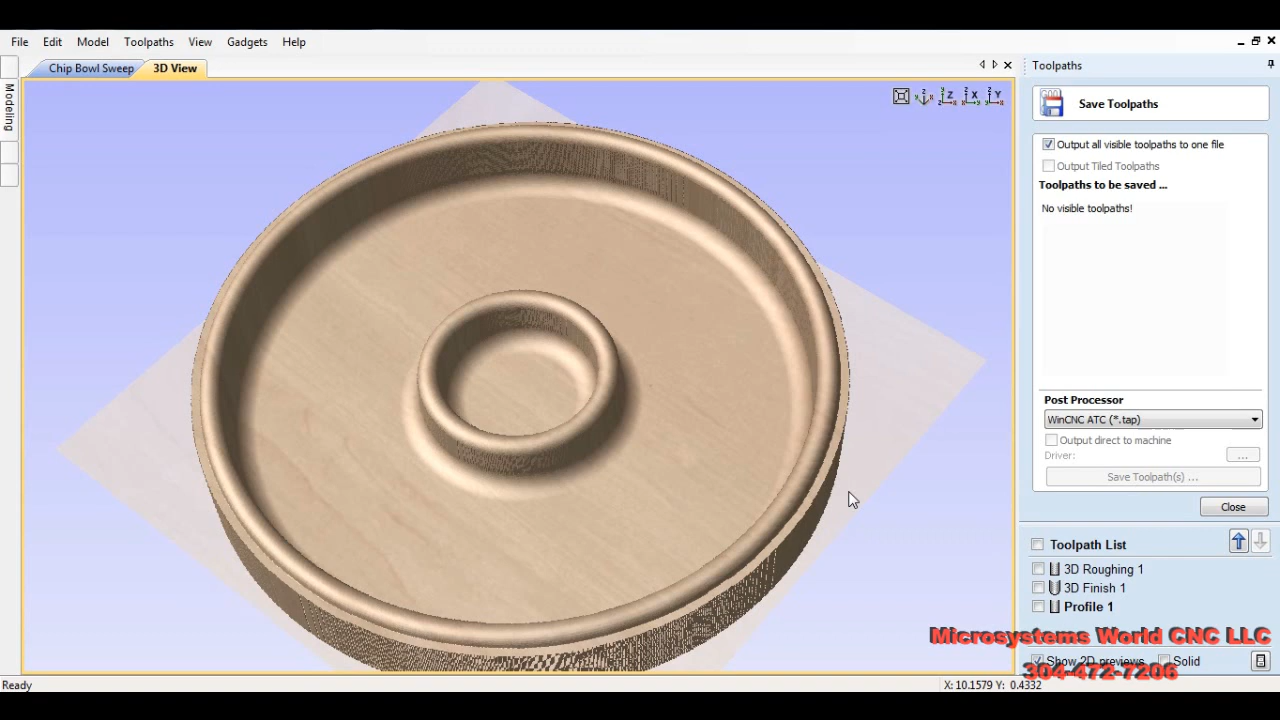 File Edit Model Toolpaths View Gadgets Help
Chip Bowl Sweep 3D View
Toolpaths
Modeling
Save Toolpaths
Output all visible toolpaths to one file
Output Tiled Toolpaths
Toolpaths to be saved ...
No visible toolpaths!
Post Processor
WinCNC ATC (*.tap)
Output direct to machine
Driver:
...
Save Toolpath(s) ...
Close
Toolpath List
3D Roughing 1
3D Finish 1
Profile 1
Microsystems World CNC LLC
Show 2D previews Solid
304-472-7206
Ready
X: 10.1579 Y: 0.4332